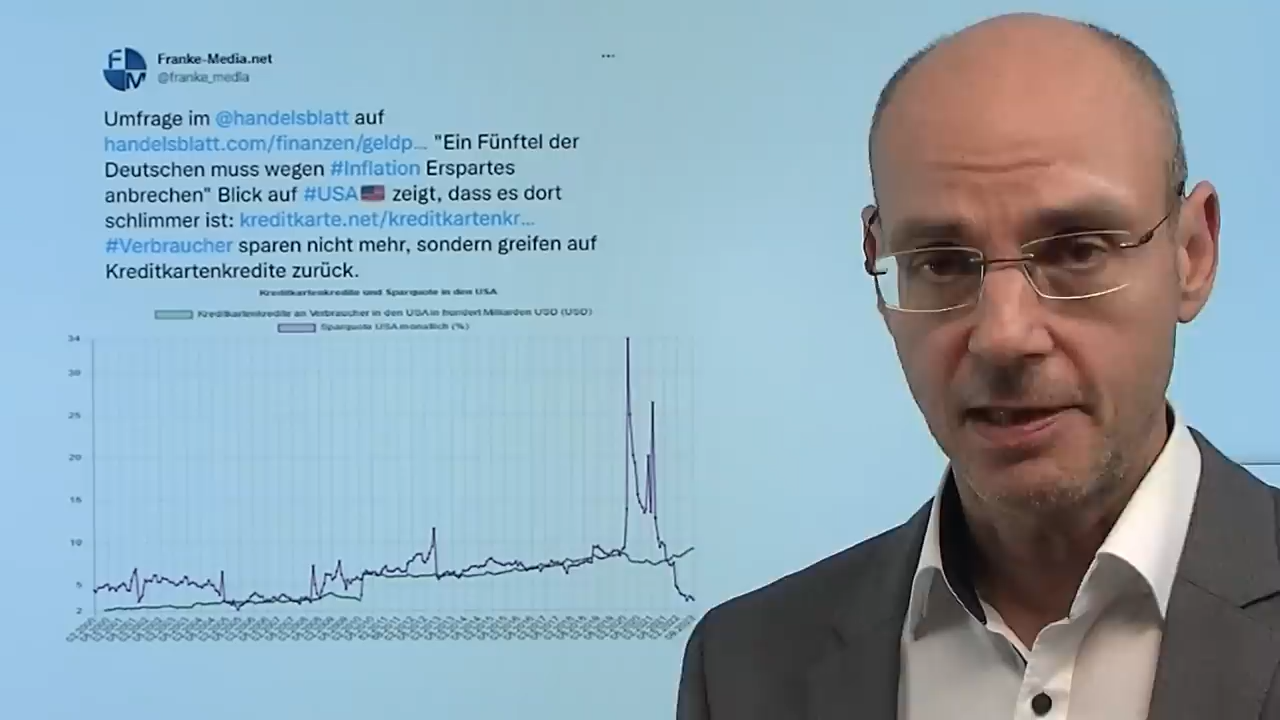 Franke-Media.net
@franke_media
...
Umfrage im @handelsblatt auf
handelsblatt.com/finanzen/geldp... "Ein Fünftel der
Deutschen muss wegen #Inflation Erspartes
anbrechen" Blick auf #USA🇺🇸 zeigt, dass es dort
schlimmer ist: kreditkarte.net/kreditkartenkr...
#Verbraucher sparen nicht mehr, sondern greifen auf
Kreditkartenkredite zurück.
Kreditkartenkredite und Sparquote in den USA
Kreditkartenkredite an Verbraucher in den USA in hundert Milliarden USD (USD)
Sparquote USA monatlich (%)
34
30
25
20
15
10
5
2